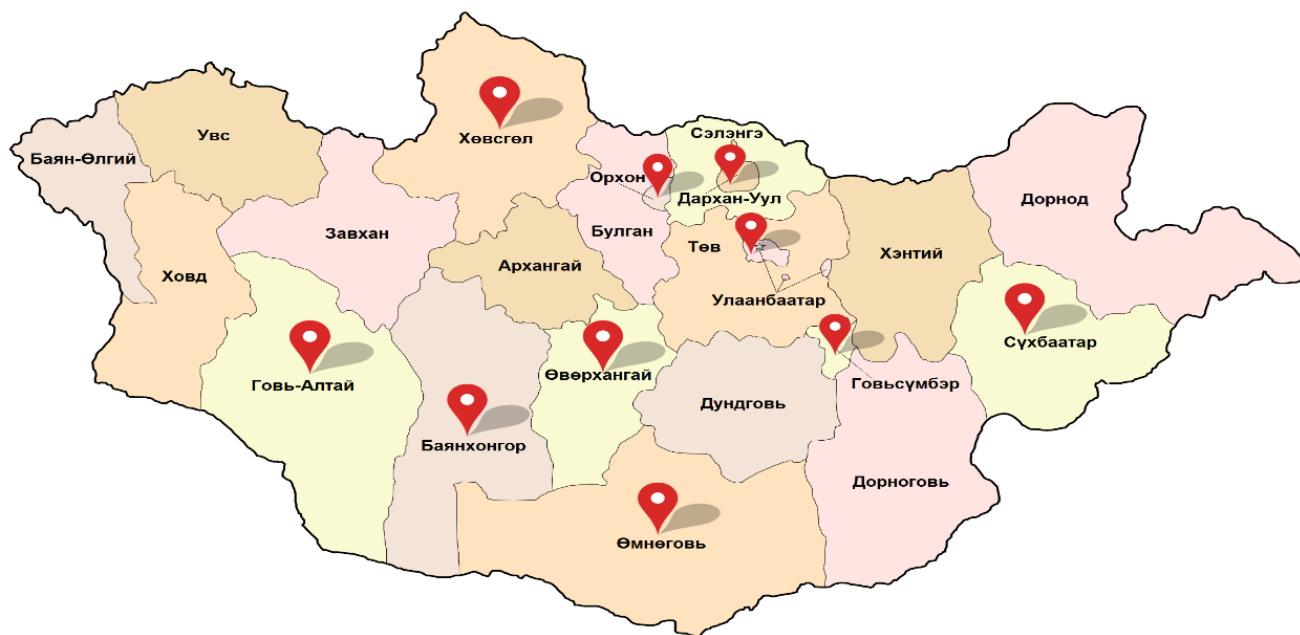 Увс
Хөвсгөл
Сэлэнгэ
Баян-Өлгий
Орхон
Дархан-Уул
Дорнод
Завхан
Булган
Төв
Хэнтий
Архангай
Ховд
Улаанбаатар
Сүхбаатар
Говь-Алтай
Өвөрхангай
Говьсүмбэр
Дундговь
Баянхонгор
Дорноговь
Өмнөговь